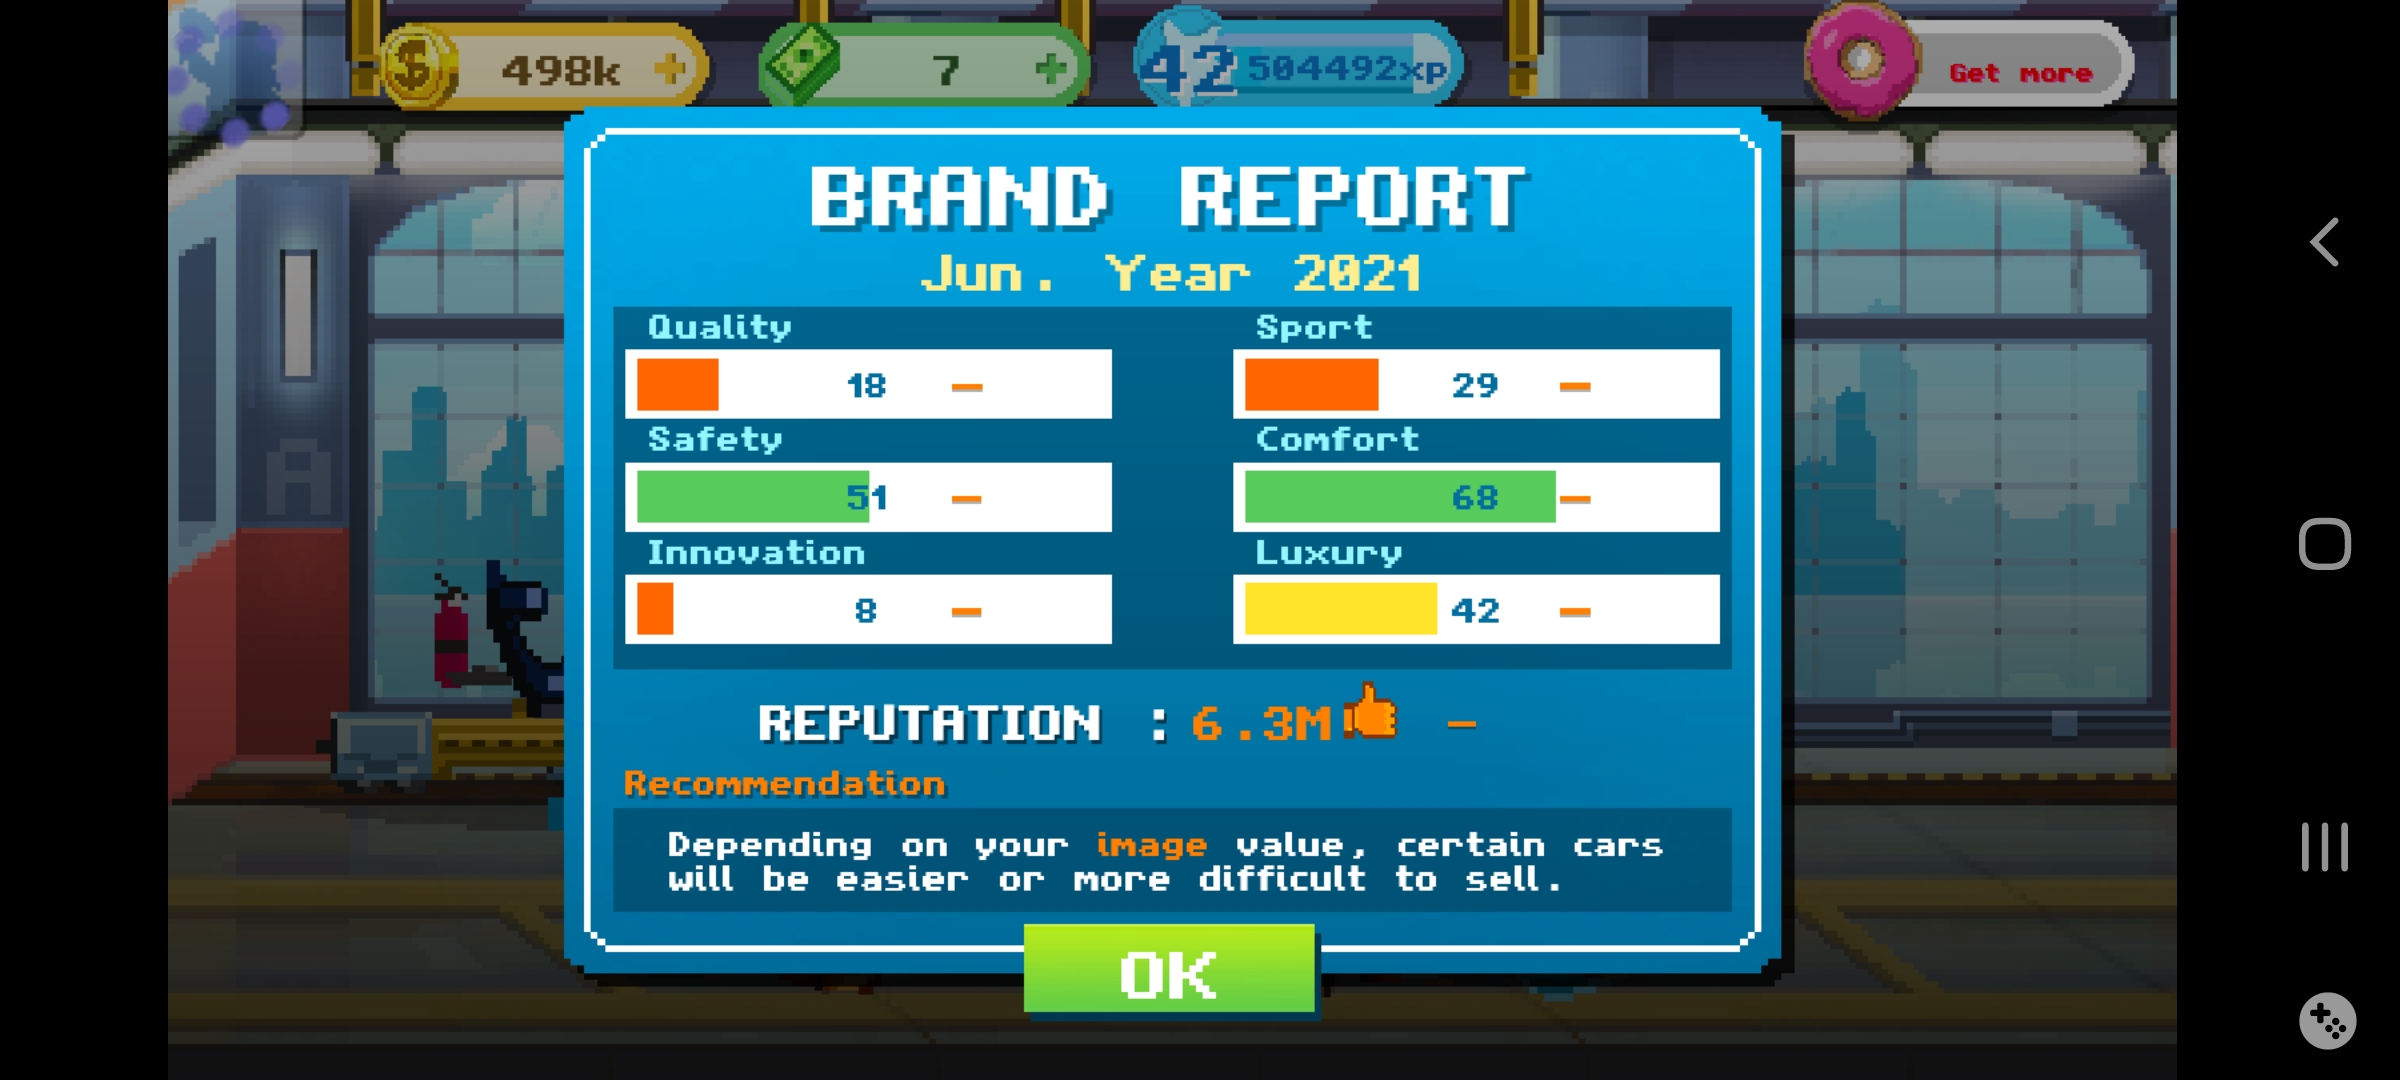 498k
7
42 504492xp
Get more
BRAND REPORT
Jun. Year 2021
Quality
Sport
18 –
29 –
Safety
Comfort
51 –
68 –
Innovation
Luxury
8 –
42 –
REPUTATION : 6.3M –
Recommendation
Depending on your image value, certain cars
will be easier or more difficult to sell.
OK
A